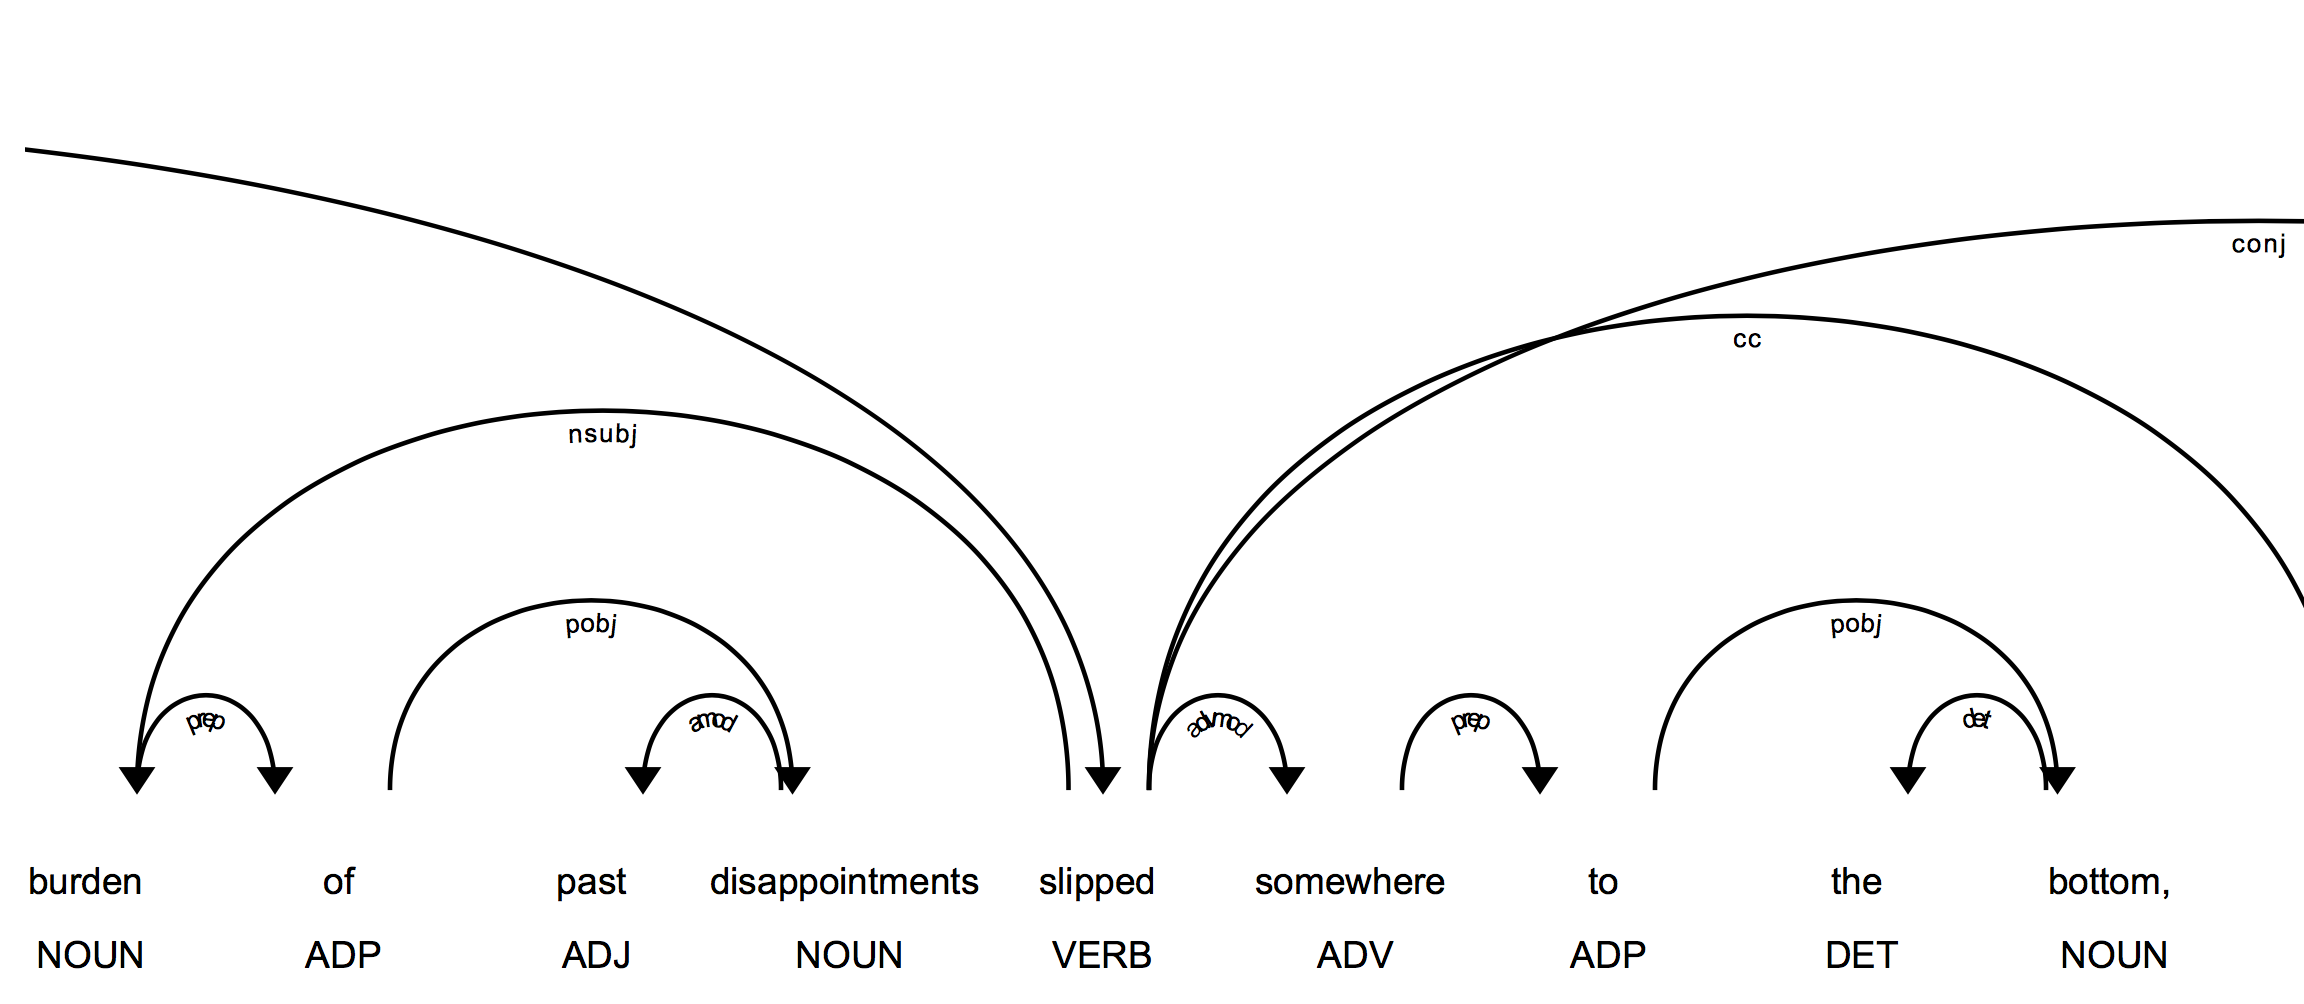 conj
cc
nsubj
pobj pobj
prep amod advmod prep det
burden of past disappointments slipped somewhere to the bottom,
NOUN ADP ADJ NOUN VERB ADV ADP DET NOUN